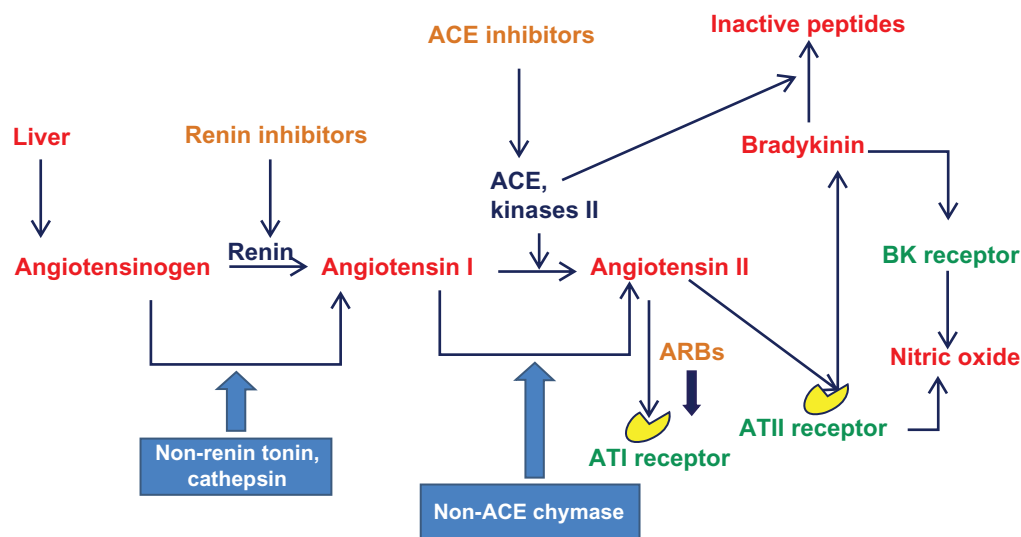 ACE inhibitors
Inactive peptides
Liver
Renin inhibitors
Bradykinin
ACE,
kinases II
Renin
Angiotensinogen
Angiotensin I
Angiotensin II
BK receptor
ARBs
Nitric oxide
ATI receptor
ATII receptor
Non-renin tonin,
cathepsin
Non-ACE chymase